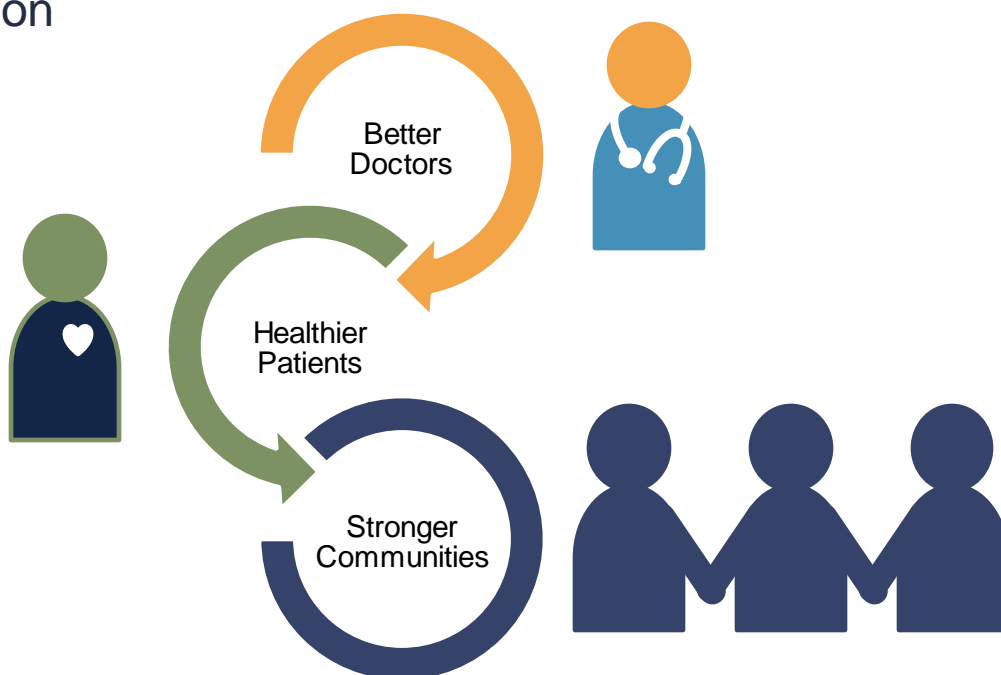 on
Better
Doctors
Healthier
Patients
Stronger
Communities